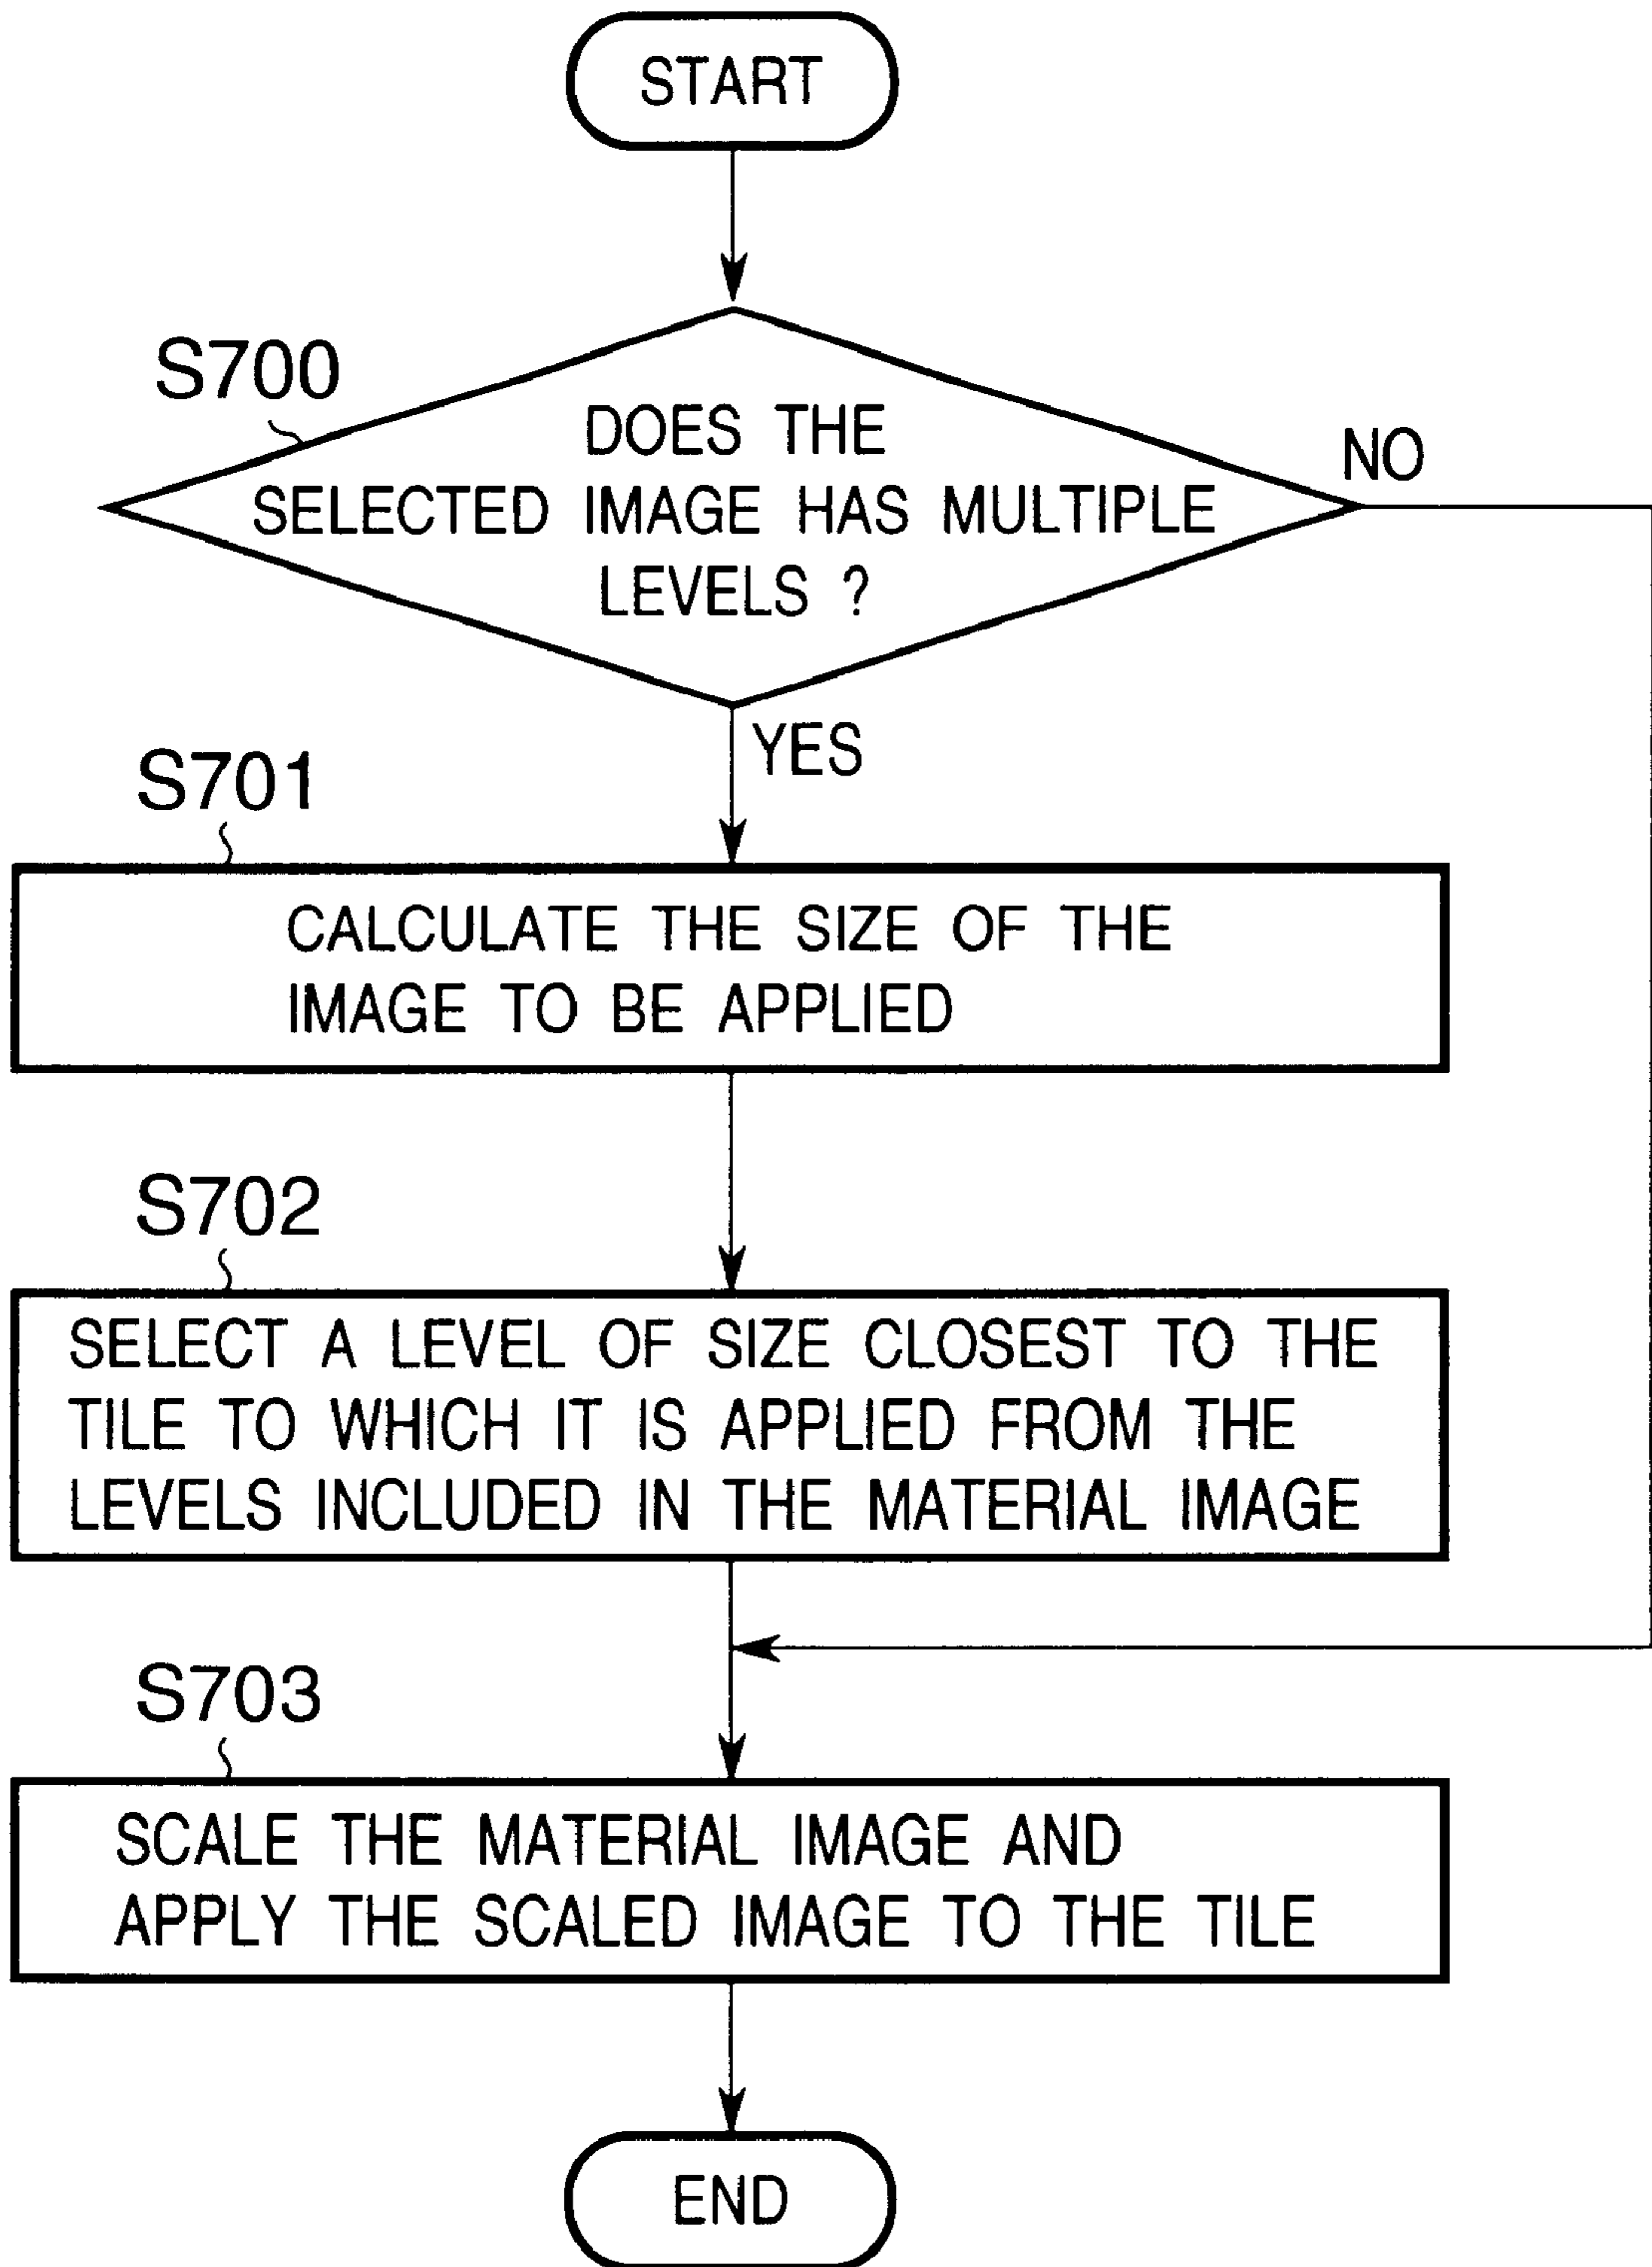 START
S700
DOES THE
SELECTED IMAGE HAS MULTIPLE
LEVELS ?
NO
YES
S701
CALCULATE THE SIZE OF THE
IMAGE TO BE APPLIED
S702
SELECT A LEVEL OF SIZE CLOSEST TO THE
TILE TO WHICH IT IS APPLIED FROM THE
LEVELS INCLUDED IN THE MATERIAL IMAGE
S703
SCALE THE MATERIAL IMAGE AND
APPLY THE SCALED IMAGE TO THE TILE
END